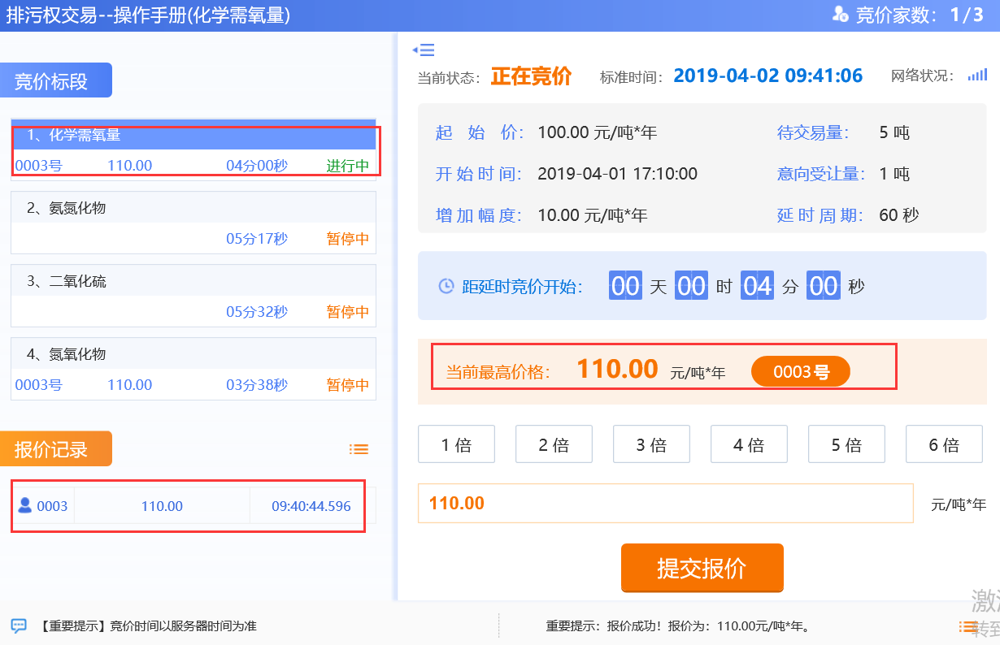 排污权交易--操作手册(化学需氧量)
竞价家数：1/3
竞价标段
1、化学需氧量
0003号 110.00 04分00秒 进行中
2、氨氮化物
05分17秒 暂停中
3、二氧化硫
05分32秒 暂停中
4、氮氧化物
0003号 110.00 03分38秒 暂停中
报价记录
0003 110.00 09:40:44.596
当前状态：正在竞价 标准时间：2019-04-02 09:41:06 网络状况：
起始价：100.00 元/吨*年 待交易量：5 吨
开始时间：2019-04-01 17:10:00 意向受让量：1 吨
增加幅度：10.00 元/吨*年 延时周期：60 秒
距延时竞价开始：00 天 00 时 04 分 00 秒
当前最高价格：110.00 元/吨*年 0003号
1 倍 2 倍 3 倍 4 倍 5 倍 6 倍
110.00 元/吨*年
提交报价
【重要提示】竞价时间以服务器时间为准
重要提示：报价成功！报价为：110.00元/吨*年。
激
转到